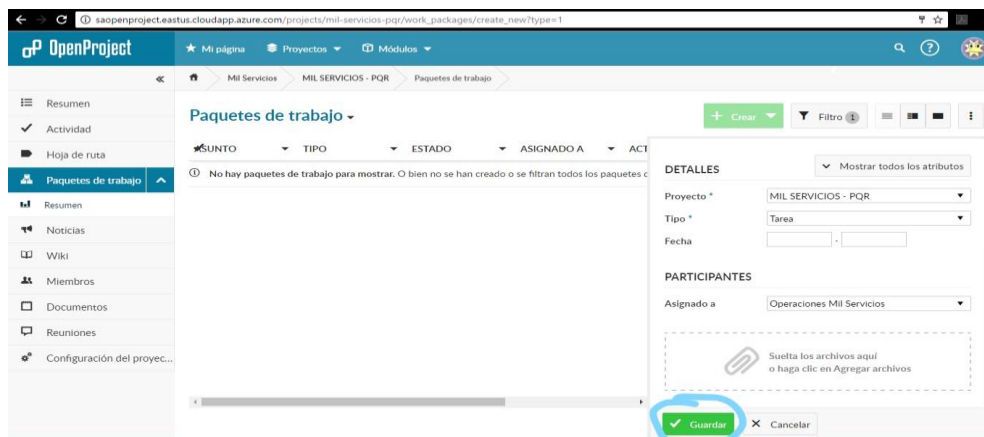 saopenproject.eastus.cloudapp.azure.com/projects/mil-servicios-pqr/work_packages/create_new?type=1
OpenProject
Mi página Proyectos Módulos
Mil Servicios MIL SERVICIOS - PQR Paquetes de trabajo
Resumen
Actividad
Hoja de ruta
Paquetes de trabajo
Resumen
Noticias
Wiki
Miembros
Documentos
Reuniones
Configuración del proyec...
Paquetes de trabajo
+ Crear Filtro 1
ASUNTO TIPO ESTADO ASIGNADO A ACT
No hay paquetes de trabajo para mostrar. O bien no se han creado o se filtran todos los paquetes d
DETALLES
Mostrar todos los atributos
Proyecto * MIL SERVICIOS - PQR
Tipo * Tarea
Fecha -
PARTICIPANTES
Asignado a Operaciones Mil Servicios
Suelta los archivos aquí
o haga clic en Agregar archivos
Guardar Cancelar